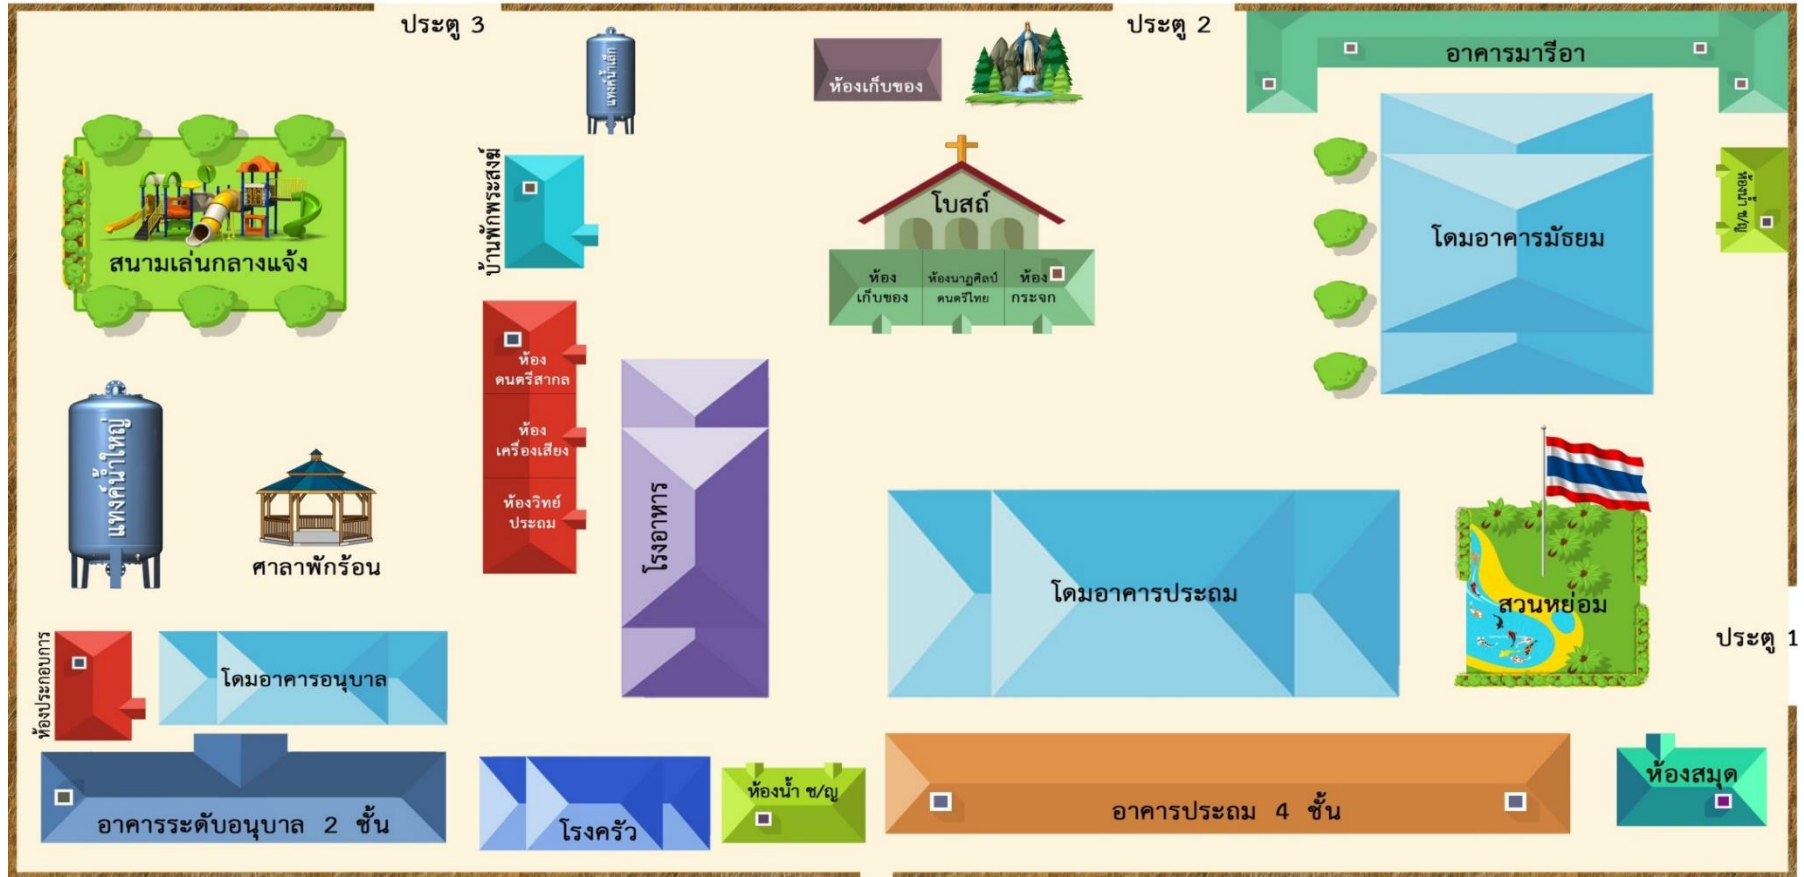 ประตู 3
ประตู 2
แทงค์น้ำเล็ก
ห้องเก็บของ
อาคารมารีอา
บ้านพักพระสงฆ์
โบสถ์
ห้องน้ำ ช/ญ
สนามเล่นกลางแจ้ง
โดมอาคารมัธยม
ห้อง
เก็บของ
ห้องนาฏศิลป์
ดนตรีไทย
ห้อง
กระจก
ห้อง
ดนตรีสากล
ห้อง
เครื่องเสียง
ห้องวิทย์
ประถม
แทงค์น้ำใหญ่
ศาลาพักร้อน
โรงอาหาร
โดมอาคารประถม
สวนหย่อม
ประตู 1
ห้องประกอบการ
โดมอาคารอนุบาล
อาคารระดับอนุบาล 2 ชั้น
โรงครัว
ห้องน้ำ ช/ญ
อาคารประถม 4 ชั้น
ห้องสมุด